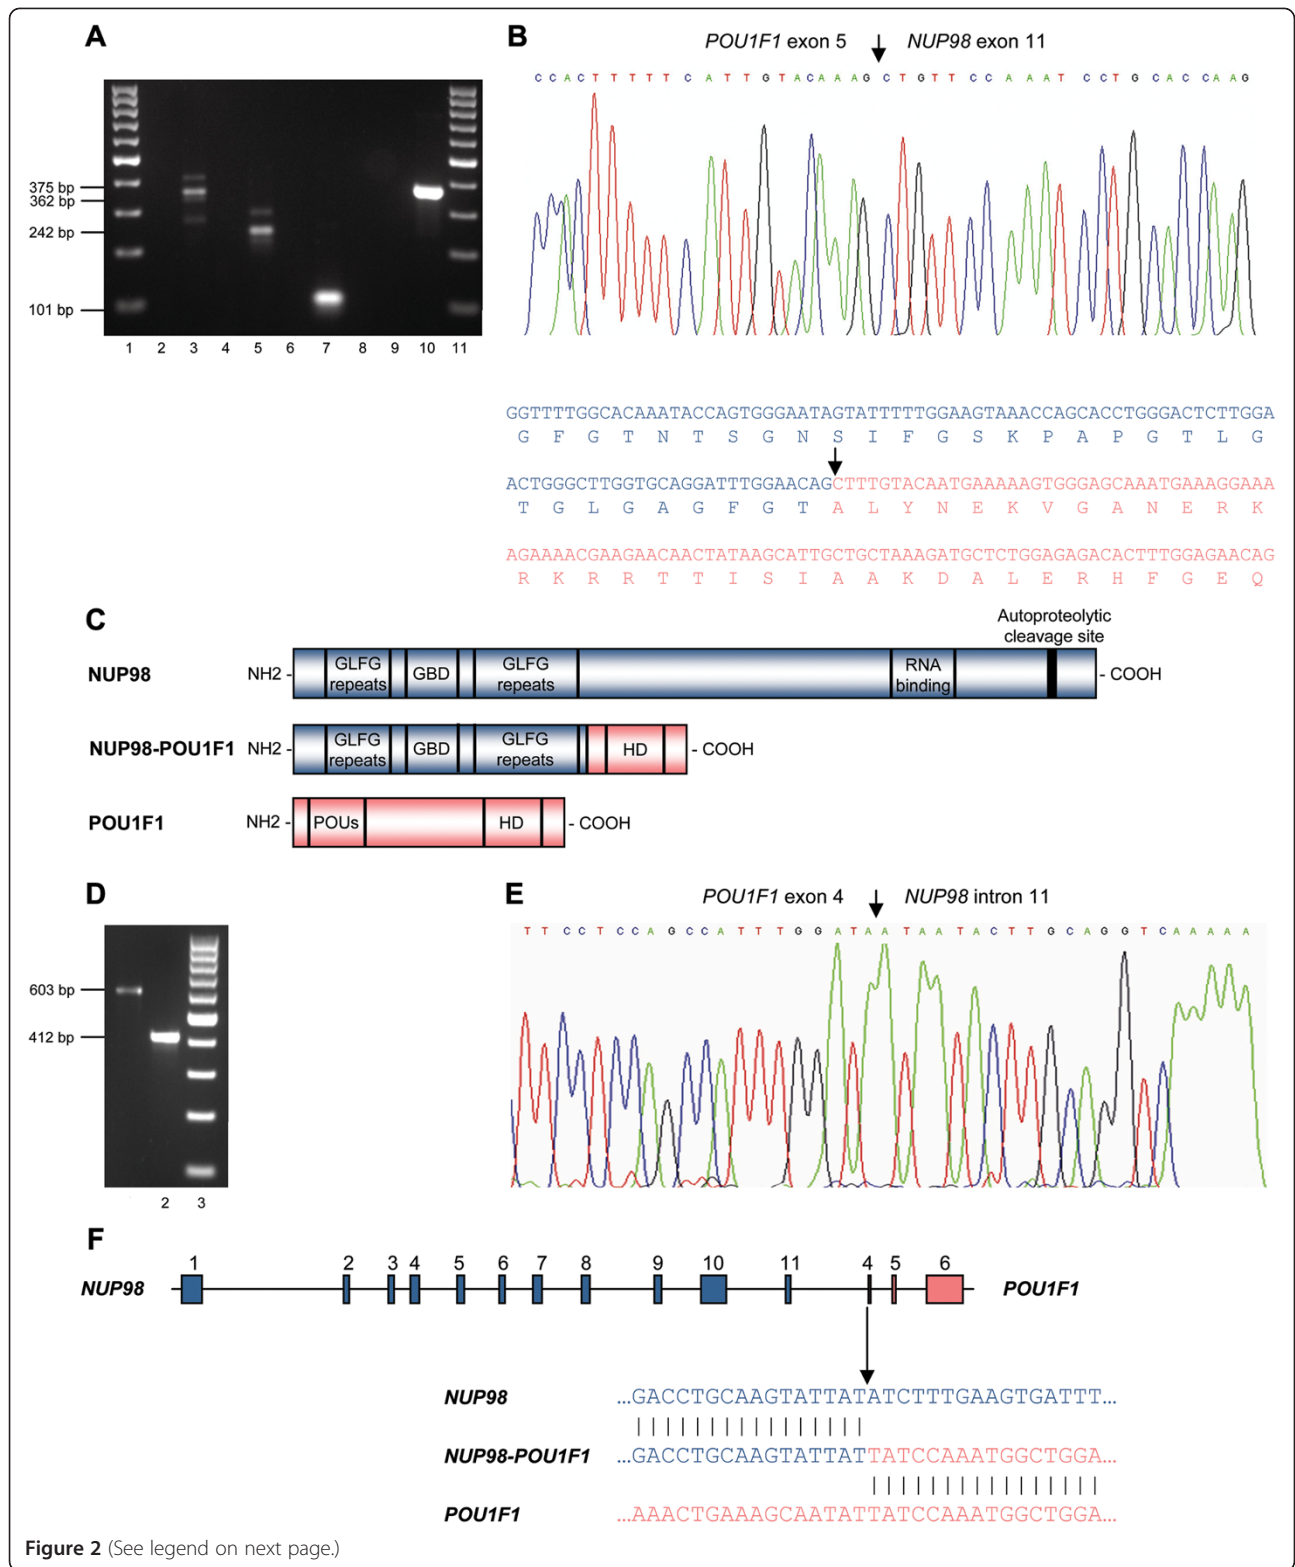 A
375 bp
362 bp
242 bp
101 bp
1 2 3 4 5 6 7 8 9 10 11
B
POU1F1 exon 5 NUP98 exon 11
C C A C T T T T T C A T T G T A C A A A G C T G T T C C A A A T C C T G C A C C A A G
GGTTTTGGCACAAATACCAGTGGGAATAGTATTTTTGGAAGTAAACCAGCACCTGGGACTCTTGGA
G F G T N T S G N S I F G S K P A P G T L G
ACTGGGCTTGGTGCAGGATTTGGAACAGCTTTGTACAATGAAAAAGTGGGAGCAAATGAAAGGAAA
T G L G A G F G T A L Y N E K V G A N E R K
AGAAAACGAAGAACAACTATAAGCATTGCTGCTAAAGATGCTCTGGAGAGACACTTTGGAGAACAG
R K R R T T I S I A A K D A L E R H F G E Q
C
Autoproteolytic
cleavage site
NUP98 NH2 - GLFG repeats GBD GLFG repeats RNA binding - COOH
NUP98-POU1F1 NH2 - GLFG repeats GBD GLFG repeats HD - COOH
POU1F1 NH2 - POUs HD - COOH
D
603 bp
412 bp
2 3
E
POU1F1 exon 4 NUP98 intron 11
T T C C T C C A G C C A T T T G G A T A A T A A T A C T T G C A G G T C A A A A A
F
1 2 3 4 5 6 7 8 9 10 11 4 5 6
NUP98 POU1F1
NUP98 ...GACCTGCAAGTATTATATCTTTGAAGTGATTT...
NUP98-POU1F1 ...GACCTGCAAGTATTATTATCCAAATGGCTGGA...
POU1F1 ...AAACTGAAAGCAATATTATCCAAATGGCTGGA...
Figure 2 (See legend on next page.)